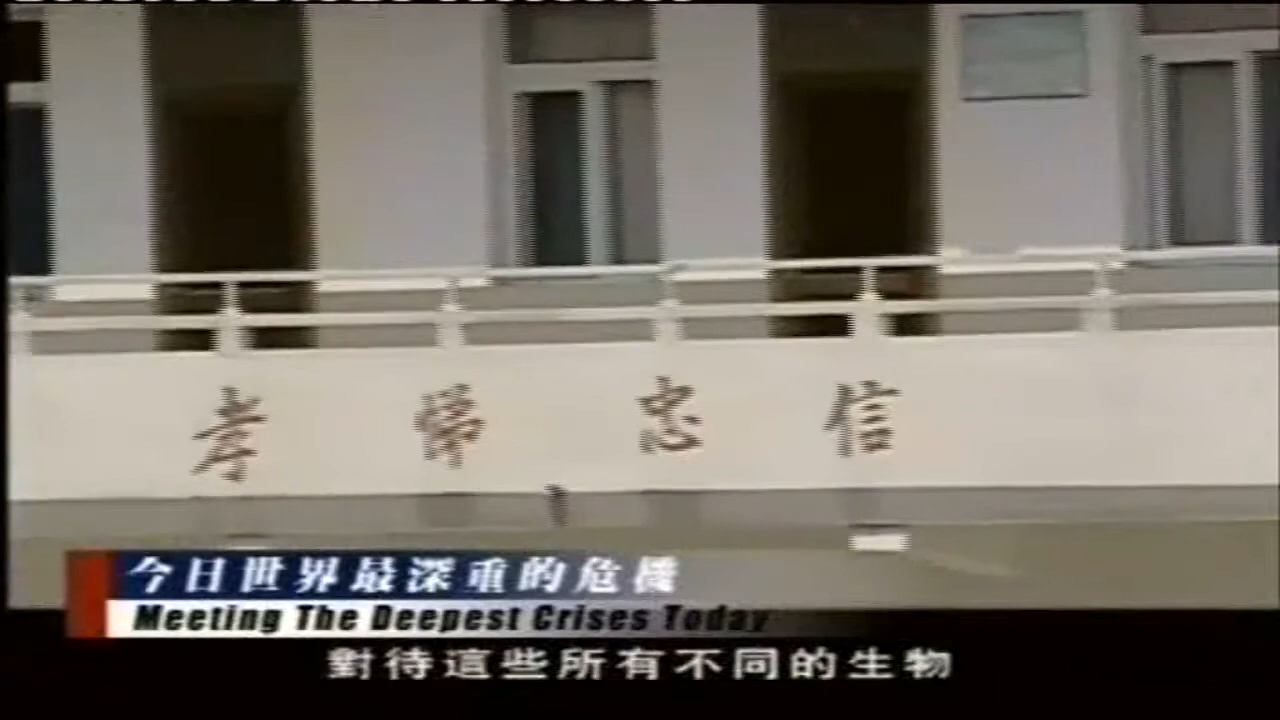 孝 悌 忠 信
今日世界最深重的危機
Meeting The Deepest Crises Today
對待這些所有不同的生物